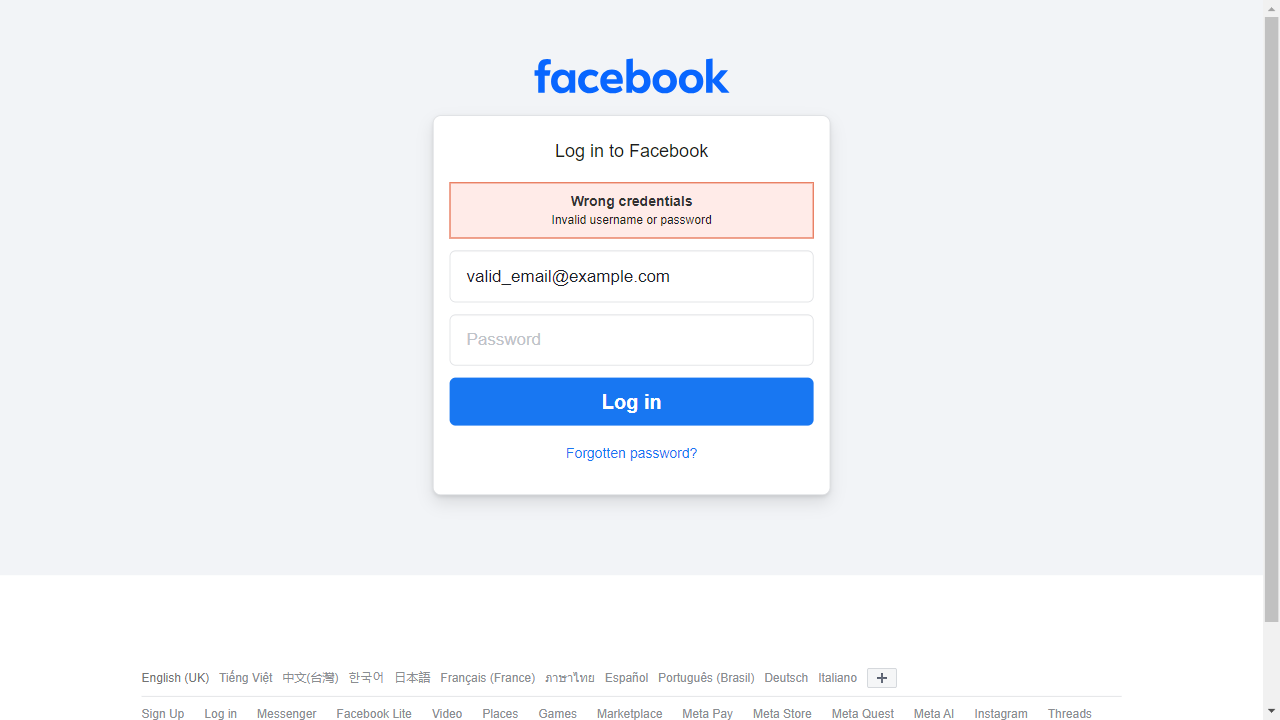 facebook
Log in to Facebook
Wrong credentials
Invalid username or password
valid_email@example.com
Password
Log in
Forgotten password?
English (UK) Tiếng Việt 中文(台灣) 한국어 日本語 Français (France) ภาษาไทย Español Português (Brasil) Deutsch Italiano
Sign Up Log in Messenger Facebook Lite Video Places Games Marketplace Meta Pay Meta Store Meta Quest Meta AI Instagram Threads